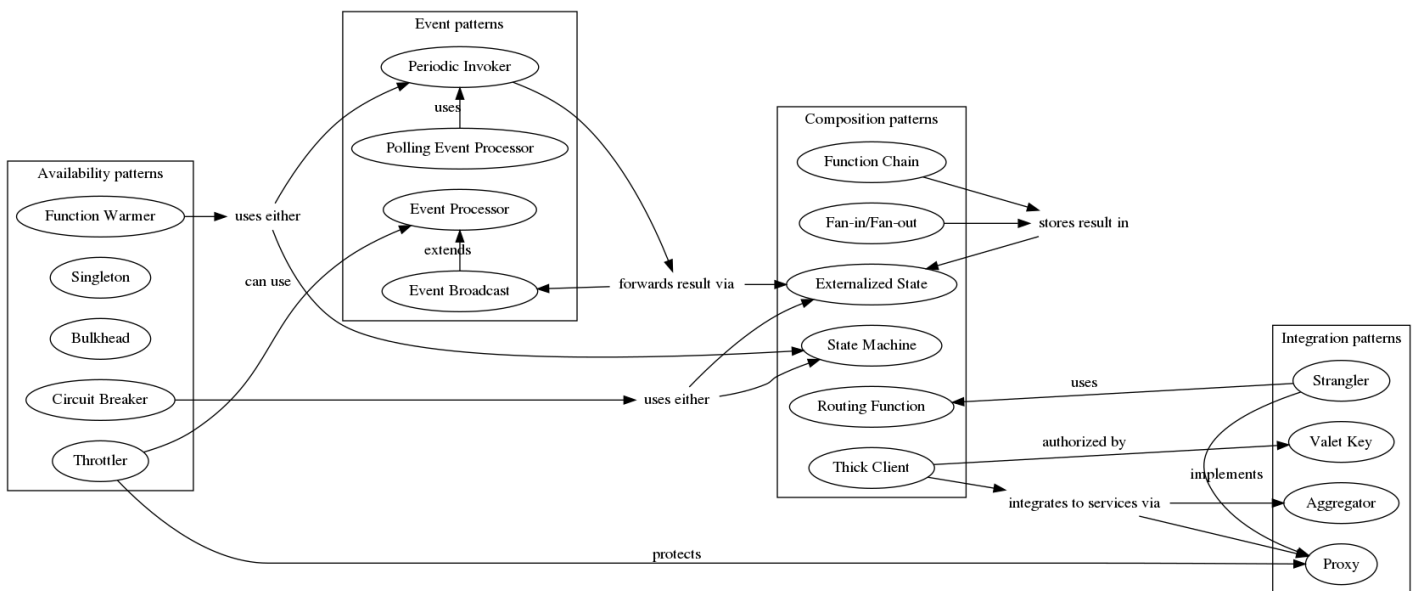 Event patterns
Periodic Invoker
uses
Polling Event Processor
Event Processor
extends
Event Broadcast
Availability patterns
Function Warmer
Singleton
Bulkhead
Circuit Breaker
Throttler
uses either
can use
forwards result via
uses either
protects
Composition patterns
Function Chain
Fan-in/Fan-out
Externalized State
State Machine
Routing Function
Thick Client
stores result in
uses
authorized by
integrates to services via
implements
Integration patterns
Strangler
Valet Key
Aggregator
Proxy